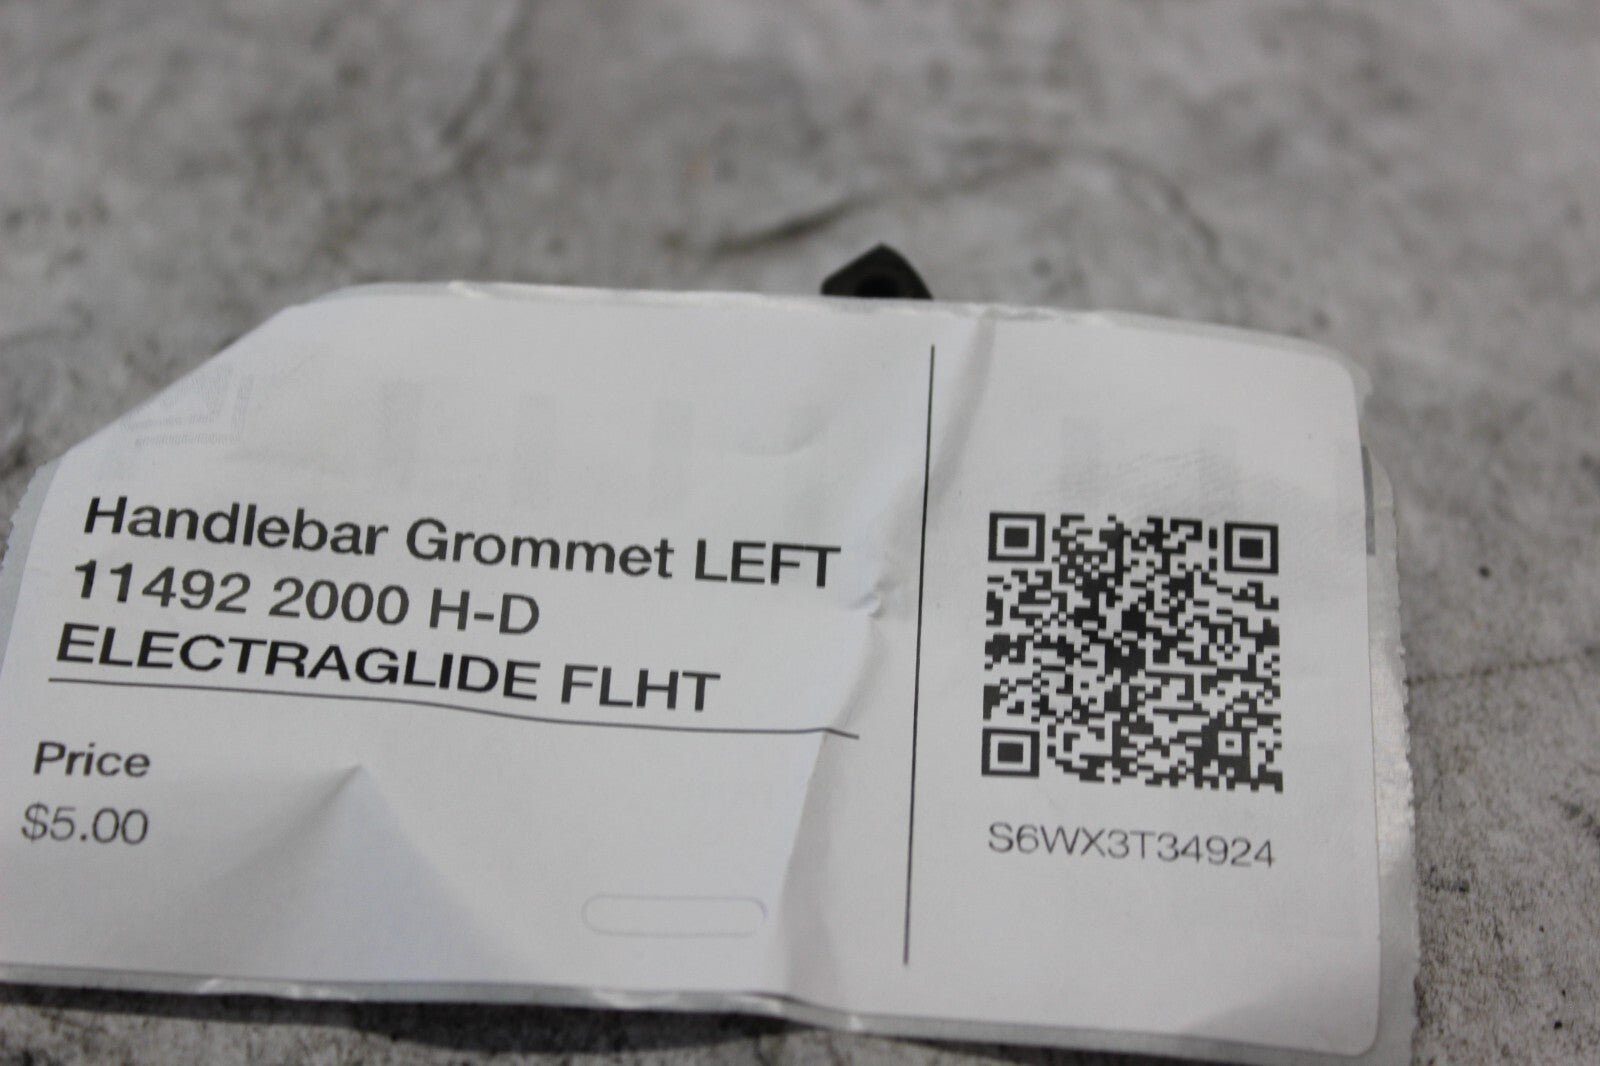 Handlebar Grommet LEFT
11492 2000 H-D
ELECTRAGLIDE FLHT
Price
$5.00
S6WX3T34924